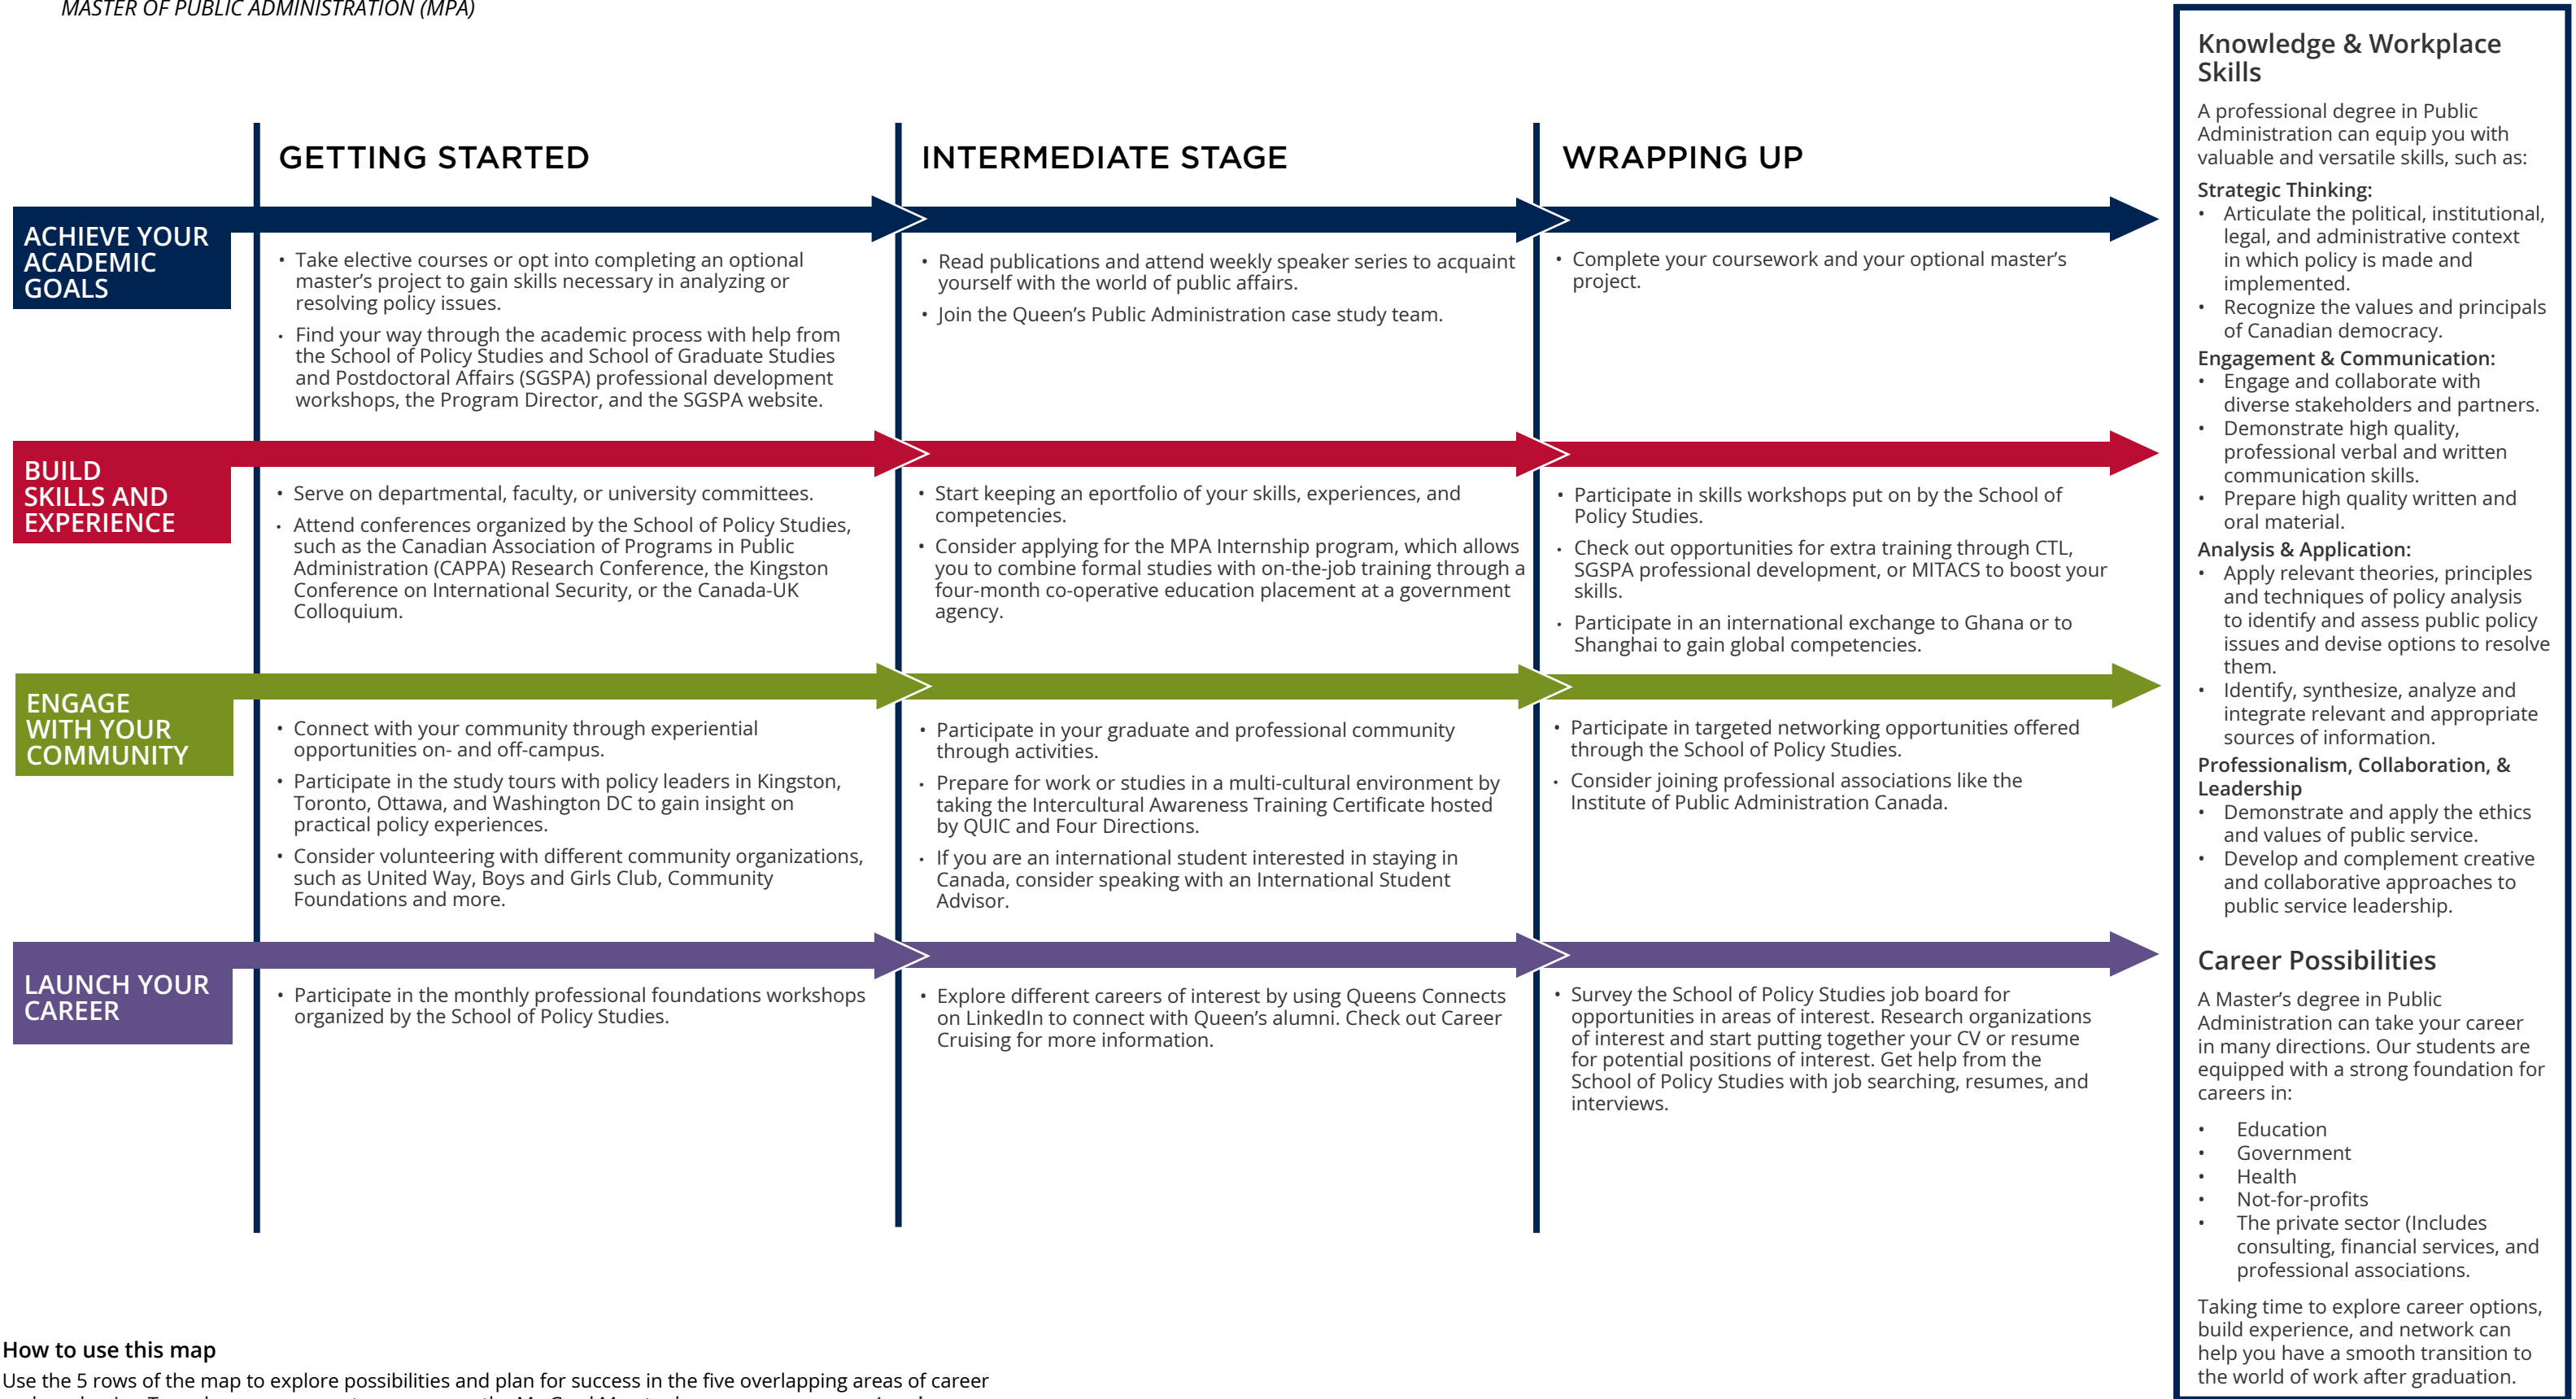 MASTER OF PUBLIC ADMINISTRATION (MPA)
GETTING STARTED
INTERMEDIATE STAGE
WRAPPING UP
ACHIEVE YOUR
ACADEMIC
GOALS
• Take elective courses or opt into completing an optional
master’s project to gain skills necessary in analyzing or
resolving policy issues.
• Find your way through the academic process with help from
the School of Policy Studies and School of Graduate Studies
and Postdoctoral Affairs (SGSPA) professional development
workshops, the Program Director, and the SGSPA website.
• Read publications and attend weekly speaker series to acquaint
yourself with the world of public affairs.
• Join the Queen’s Public Administration case study team.
• Complete your coursework and your optional master’s
project.
BUILD
SKILLS AND
EXPERIENCE
• Serve on departmental, faculty, or university committees.
• Attend conferences organized by the School of Policy Studies,
such as the Canadian Association of Programs in Public
Administration (CAPPA) Research Conference, the Kingston
Conference on International Security, or the Canada-UK
Colloquium.
• Start keeping an eportfolio of your skills, experiences, and
competencies.
• Consider applying for the MPA Internship program, which allows
you to combine formal studies with on-the-job training through a
four-month co-operative education placement at a government
agency.
• Participate in skills workshops put on by the School of
Policy Studies.
• Check out opportunities for extra training through CTL,
SGSPA professional development, or MITACS to boost your
skills.
• Participate in an international exchange to Ghana or to
Shanghai to gain global competencies.
ENGAGE
WITH YOUR
COMMUNITY
• Connect with your community through experiential
opportunities on- and off-campus.
• Participate in the study tours with policy leaders in Kingston,
Toronto, Ottawa, and Washington DC to gain insight on
practical policy experiences.
• Consider volunteering with different community organizations,
such as United Way, Boys and Girls Club, Community
Foundations and more.
• Participate in your graduate and professional community
through activities.
• Prepare for work or studies in a multi-cultural environment by
taking the Intercultural Awareness Training Certificate hosted
by QUIC and Four Directions.
• If you are an international student interested in staying in
Canada, consider speaking with an International Student
Advisor.
• Participate in targeted networking opportunities offered
through the School of Policy Studies.
• Consider joining professional associations like the
Institute of Public Administration Canada.
LAUNCH YOUR
CAREER
• Participate in the monthly professional foundations workshops
organized by the School of Policy Studies.
• Explore different careers of interest by using Queens Connects
on LinkedIn to connect with Queen’s alumni. Check out Career
Cruising for more information.
• Survey the School of Policy Studies job board for
opportunities in areas of interest. Research organizations
of interest and start putting together your CV or resume
for potential positions of interest. Get help from the
School of Policy Studies with job searching, resumes, and
interviews.
How to use this map
Use the 5 rows of the map to explore possibilities and plan for success in the five overlapping areas of career
Knowledge & Workplace
Skills
A professional degree in Public
Administration can equip you with
valuable and versatile skills, such as:
Strategic Thinking:
• Articulate the political, institutional,
legal, and administrative context
in which policy is made and
implemented.
• Recognize the values and principals
of Canadian democracy.
Engagement & Communication:
• Engage and collaborate with
diverse stakeholders and partners.
• Demonstrate high quality,
professional verbal and written
communication skills.
• Prepare high quality written and
oral material.
Analysis & Application:
• Apply relevant theories, principles
and techniques of policy analysis
to identify and assess public policy
issues and devise options to resolve
them.
• Identify, synthesize, analyze and
integrate relevant and appropriate
sources of information.
Professionalism, Collaboration, &
Leadership
• Demonstrate and apply the ethics
and values of public service.
• Develop and complement creative
and collaborative approaches to
public service leadership.
Career Possibilities
A Master’s degree in Public
Administration can take your career
in many directions. Our students are
equipped with a strong foundation for
careers in:
• Education
• Government
• Health
• Not-for-profits
• The private sector (Includes
consulting, financial services, and
professional associations.
Taking time to explore career options,
build experience, and network can
help you have a smooth transition to
the world of work after graduation.